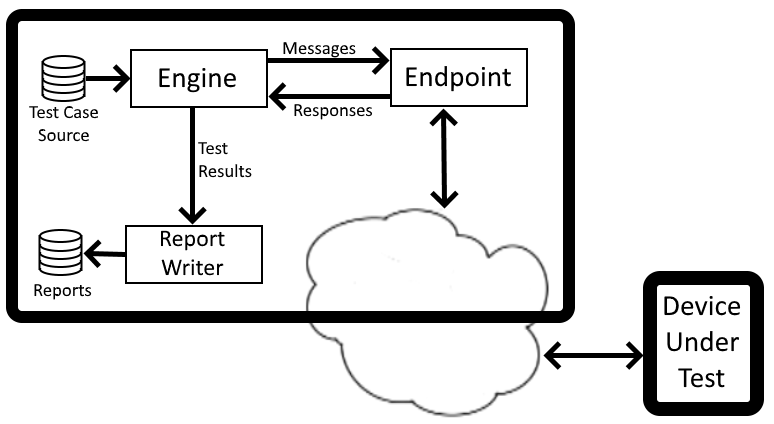 Messages
Engine
Endpoint
Test Case
Source
Responses
Test
Results
Report
Writer
Reports
Device
Under
Test